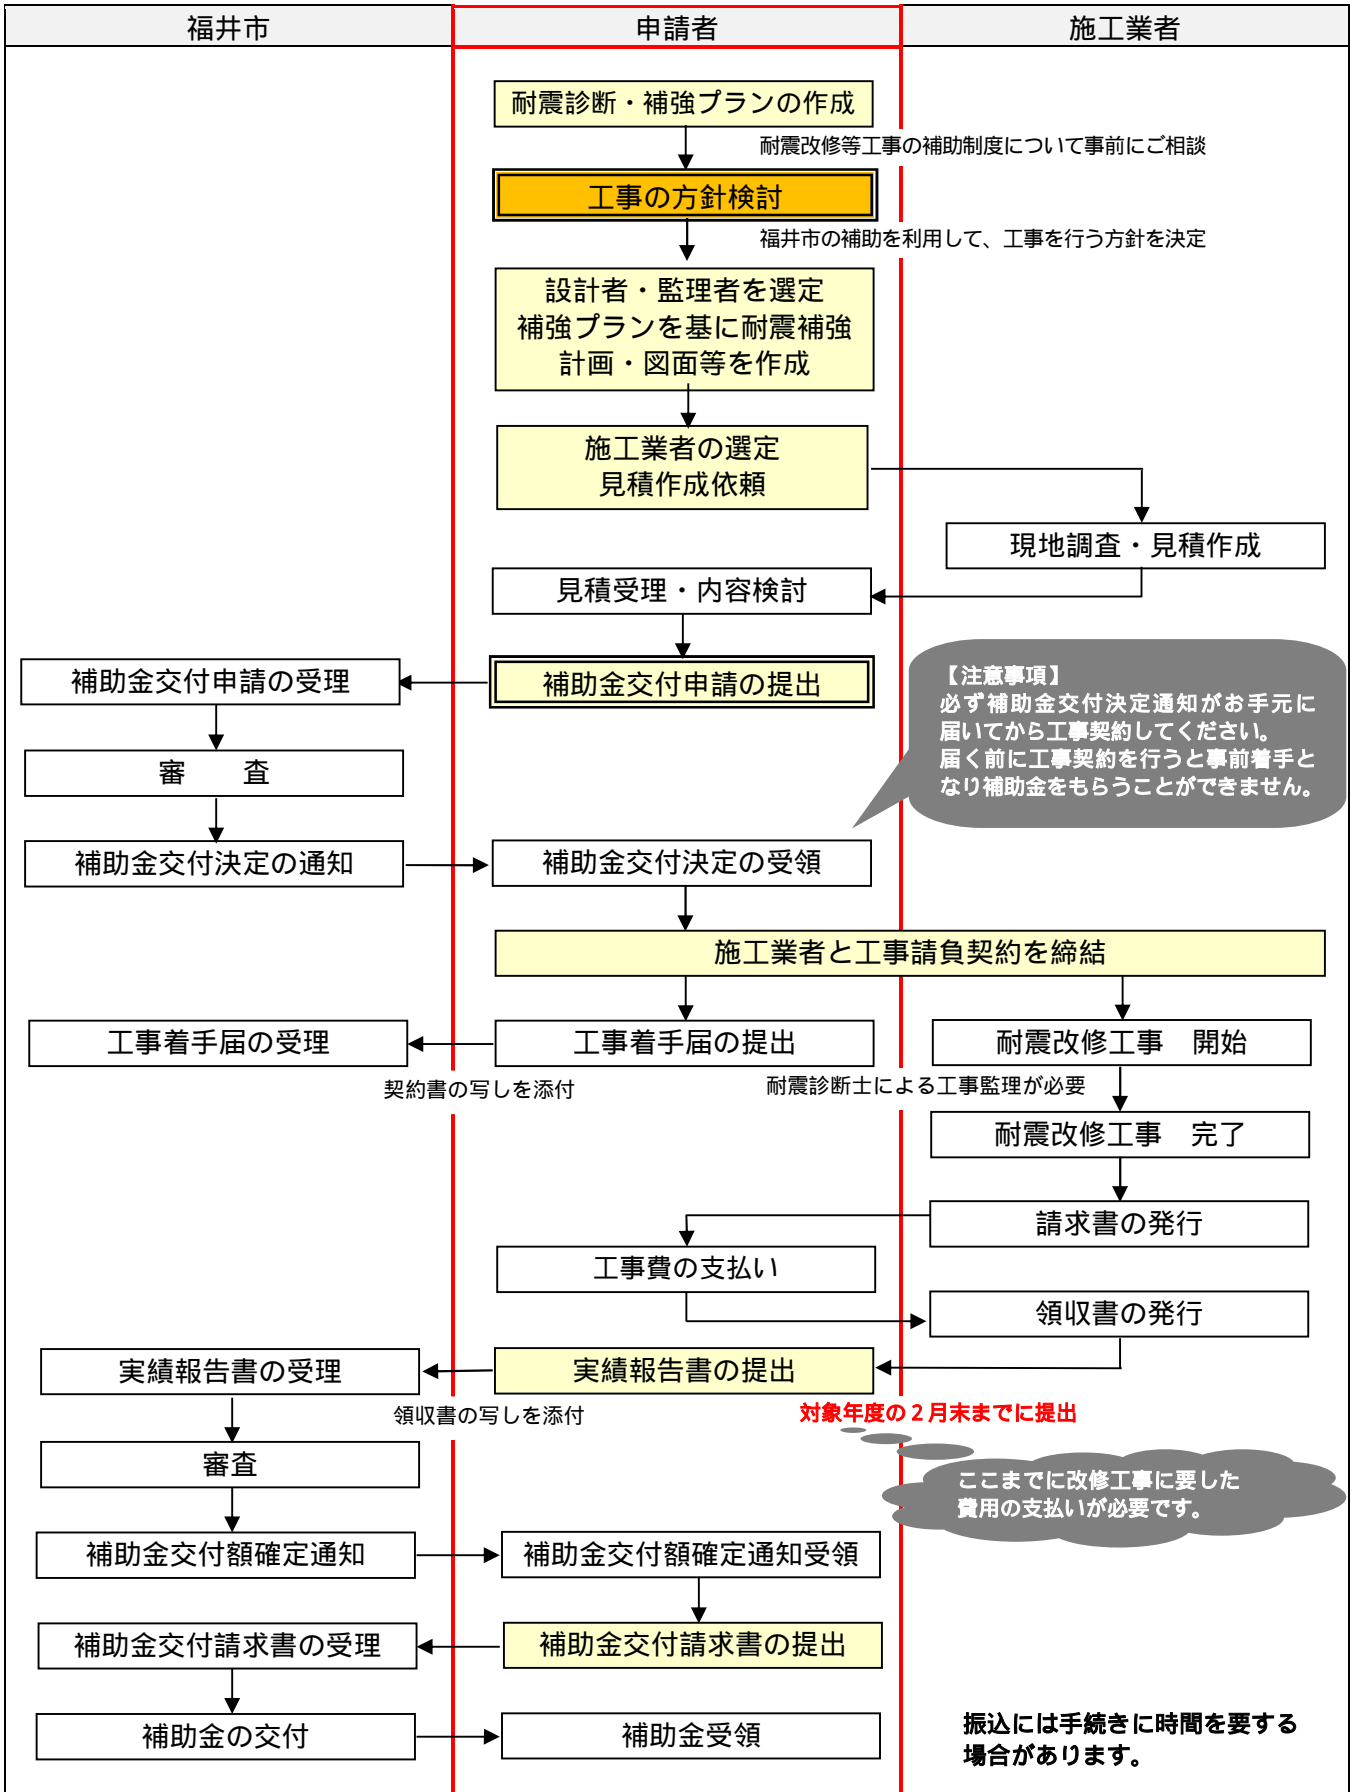 福井市
申請者
施工業者
耐震診断・補強プランの作成
耐震改修等工事の補助制度について事前にご相談
工事の方針検討
福井市の補助を利用して、工事を行う方針を決定
設計者・監理者を選定
補強プランを基に耐震補強
計画・図面等を作成
施工業者の選定
見積作成依頼
現地調査・見積作成
見積受理・内容検討
補助金交付申請の受理
補助金交付申請の提出
【注意事項】
必ず補助金交付決定通知がお手元に
届いてから工事契約してください。
届く前に工事契約を行うと事前着手と
なり補助金をもらうことができません。
審　　査
補助金交付決定の通知
補助金交付決定の受領
施工業者と工事請負契約を締結
工事着手届の受理
工事着手届の提出
耐震改修工事　開始
契約書の写しを添付
耐震診断士による工事監理が必要
耐震改修工事　完了
請求書の発行
工事費の支払い
領収書の発行
実績報告書の受理
実績報告書の提出
領収書の写しを添付
対象年度の２月末までに提出
審査
ここまでに改修工事に要した
費用の支払いが必要です。
補助金交付額確定通知
補助金交付額確定通知受領
補助金交付請求書の受理
補助金交付請求書の提出
補助金の交付
補助金受領
振込には手続きに時間を要する
場合があります。